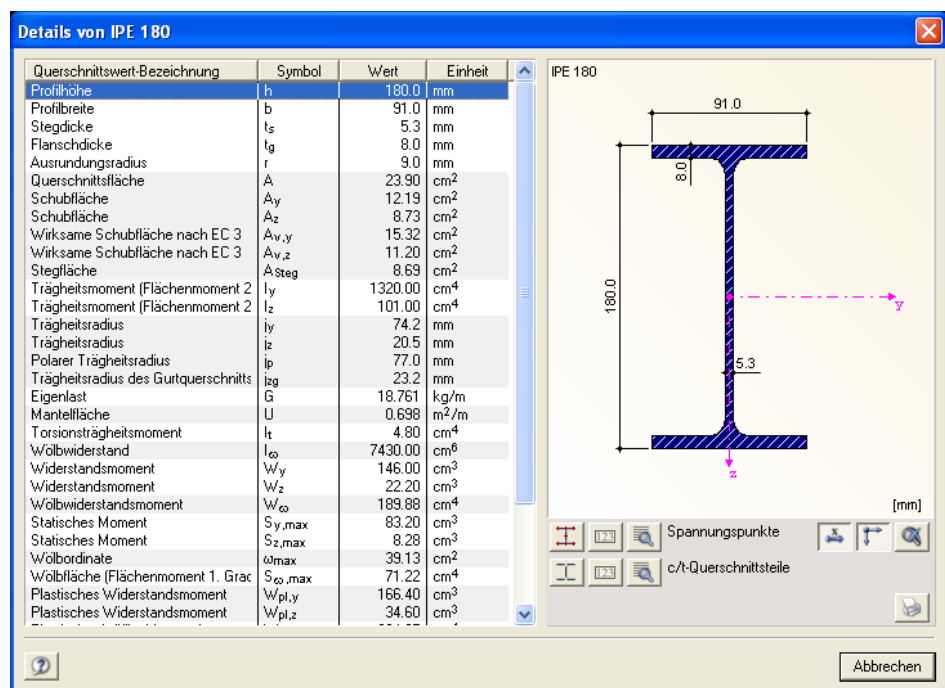 Details von IPE 180
Querschnittswert-Bezeichnung Symbol Wert Einheit
Profilhöhe h 180.0 mm
Profilbreite b 91.0 mm
Stegdicke ts 5.3 mm
Flanschdicke tg 8.0 mm
Ausrundungsradius r 9.0 mm
Querschnittsfläche A 23.90 cm2
Schubfläche Ay 12.19 cm2
Schubfläche Az 8.73 cm2
Wirksame Schubfläche nach EC 3 Av,y 15.32 cm2
Wirksame Schubfläche nach EC 3 Av,z 11.20 cm2
Stegfläche ASteg 8.69 cm2
Trägheitsmoment (Flächenmoment 2 Iy 1320.00 cm4
Trägheitsmoment (Flächenmoment 2 Iz 101.00 cm4
Trägheitsradius iy 74.2 mm
Trägheitsradius iz 20.5 mm
Polarer Trägheitsradius ip 77.0 mm
Trägheitsradius des Gurtquerschnitts izg 23.2 mm
Eigenlast G 18.761 kg/m
Mantelfläche U 0.698 m2/m
Torsionsträgheitsmoment It 4.80 cm4
Wölbwiderstand Iω 7430.00 cm6
Widerstandsmoment Wy 146.00 cm3
Widerstandsmoment Wz 22.20 cm3
Wölbwiderstandsmoment Wω 189.88 cm4
Statisches Moment Sy,max 83.20 cm3
Statisches Moment Sz,max 8.28 cm3
Wölbordinate ωmax 39.13 cm2
Wölbfläche (Flächenmoment 1. Grac Sω,max 71.22 cm4
Plastisches Widerstandsmoment Wpl,y 166.40 cm3
Plastisches Widerstandsmoment Wpl,z 34.60 cm3
IPE 180
91.0
8.0
180.0
y
5.3
z
[mm]
123 Spannungspunkte x
123 c/t-Querschnittsteile
?
Abbrechen